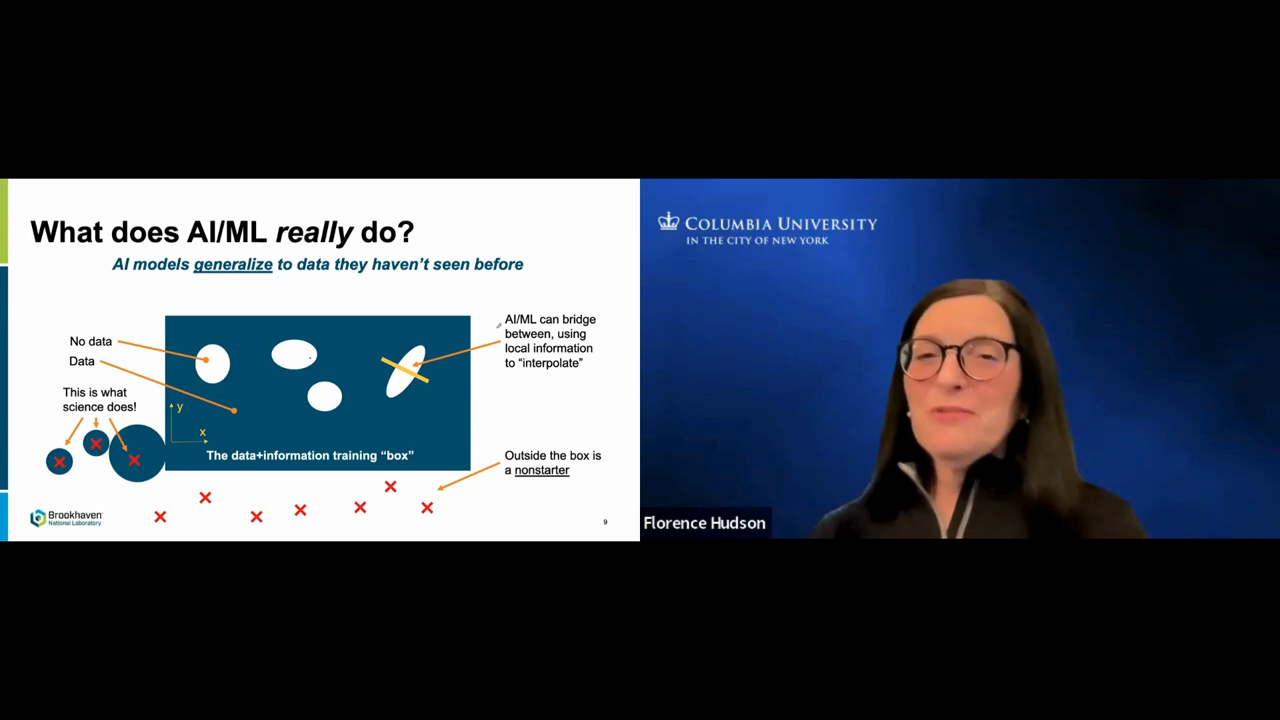 What does AI/ML really do?
AI models generalize to data they haven't seen before
No data
Data
This is what
science does!
y
x
The data+information training "box"
AI/ML can bridge
between, using
local information
to "interpolate"
Outside the box is
a nonstarter
Brookhaven
National Laboratory
9
COLUMBIA UNIVERSITY
IN THE CITY OF NEW YORK
Florence Hudson